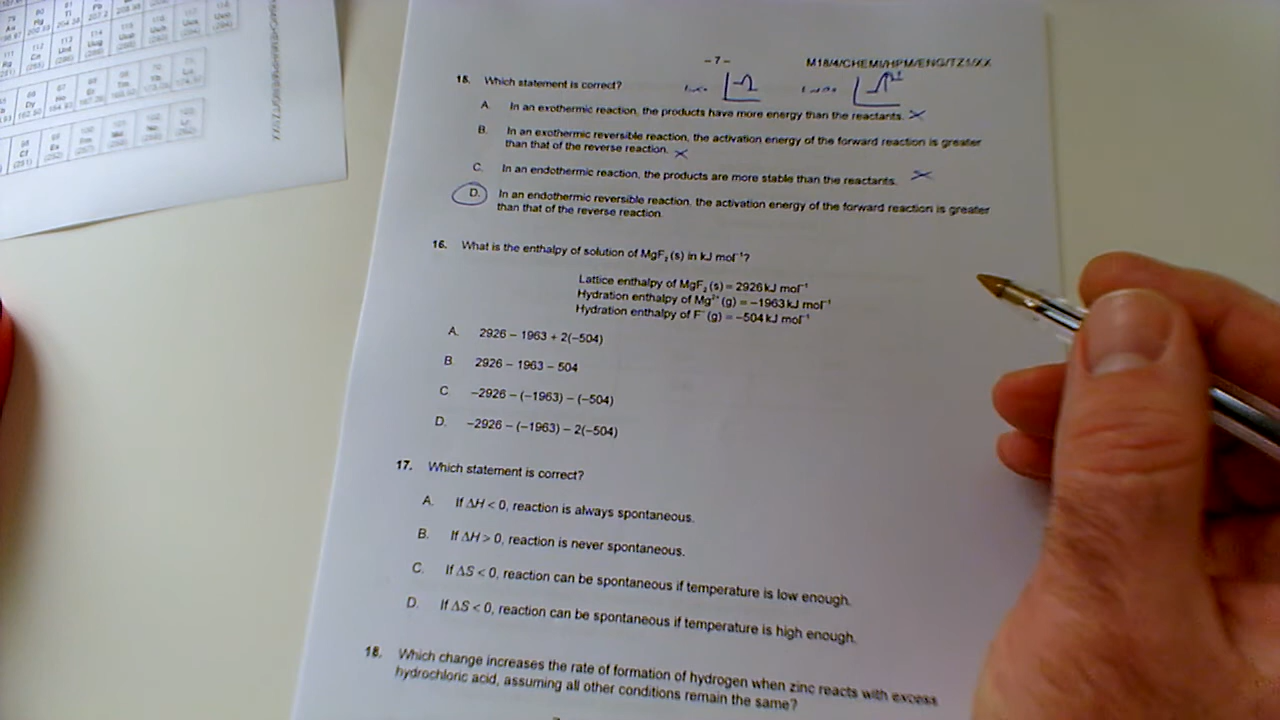 – 7 –
M18/4/CHEMI/HPM/ENG/TZ1/XX
15. Which statement is correct?
A. In an exothermic reaction, the products have more energy than the reactants.
B. In an exothermic reversible reaction, the activation energy of the forward reaction is greater
than that of the reverse reaction.
C. In an endothermic reaction, the products are more stable than the reactants.
D. In an endothermic reversible reaction, the activation energy of the forward reaction is greater
than that of the reverse reaction.
16. What is the enthalpy of solution of MgF₂(s) in kJ mol⁻¹?
Lattice enthalpy of MgF₂(s) = 2926 kJ mol⁻¹
Hydration enthalpy of Mg²⁺(g) = −1963 kJ mol⁻¹
Hydration enthalpy of F⁻(g) = −504 kJ mol⁻¹
A. 2926 − 1963 + 2(−504)
B. 2926 − 1963 − 504
C. −2926 − (−1963) − (−504)
D. −2926 − (−1963) − 2(−504)
17. Which statement is correct?
A. If ΔH < 0, reaction is always spontaneous.
B. If ΔH > 0, reaction is never spontaneous.
C. If ΔS < 0, reaction can be spontaneous if temperature is low enough.
D. If ΔS < 0, reaction can be spontaneous if temperature is high enough.
18. Which change increases the rate of formation of hydrogen when zinc reacts with excess
hydrochloric acid, assuming all other conditions remain the same?